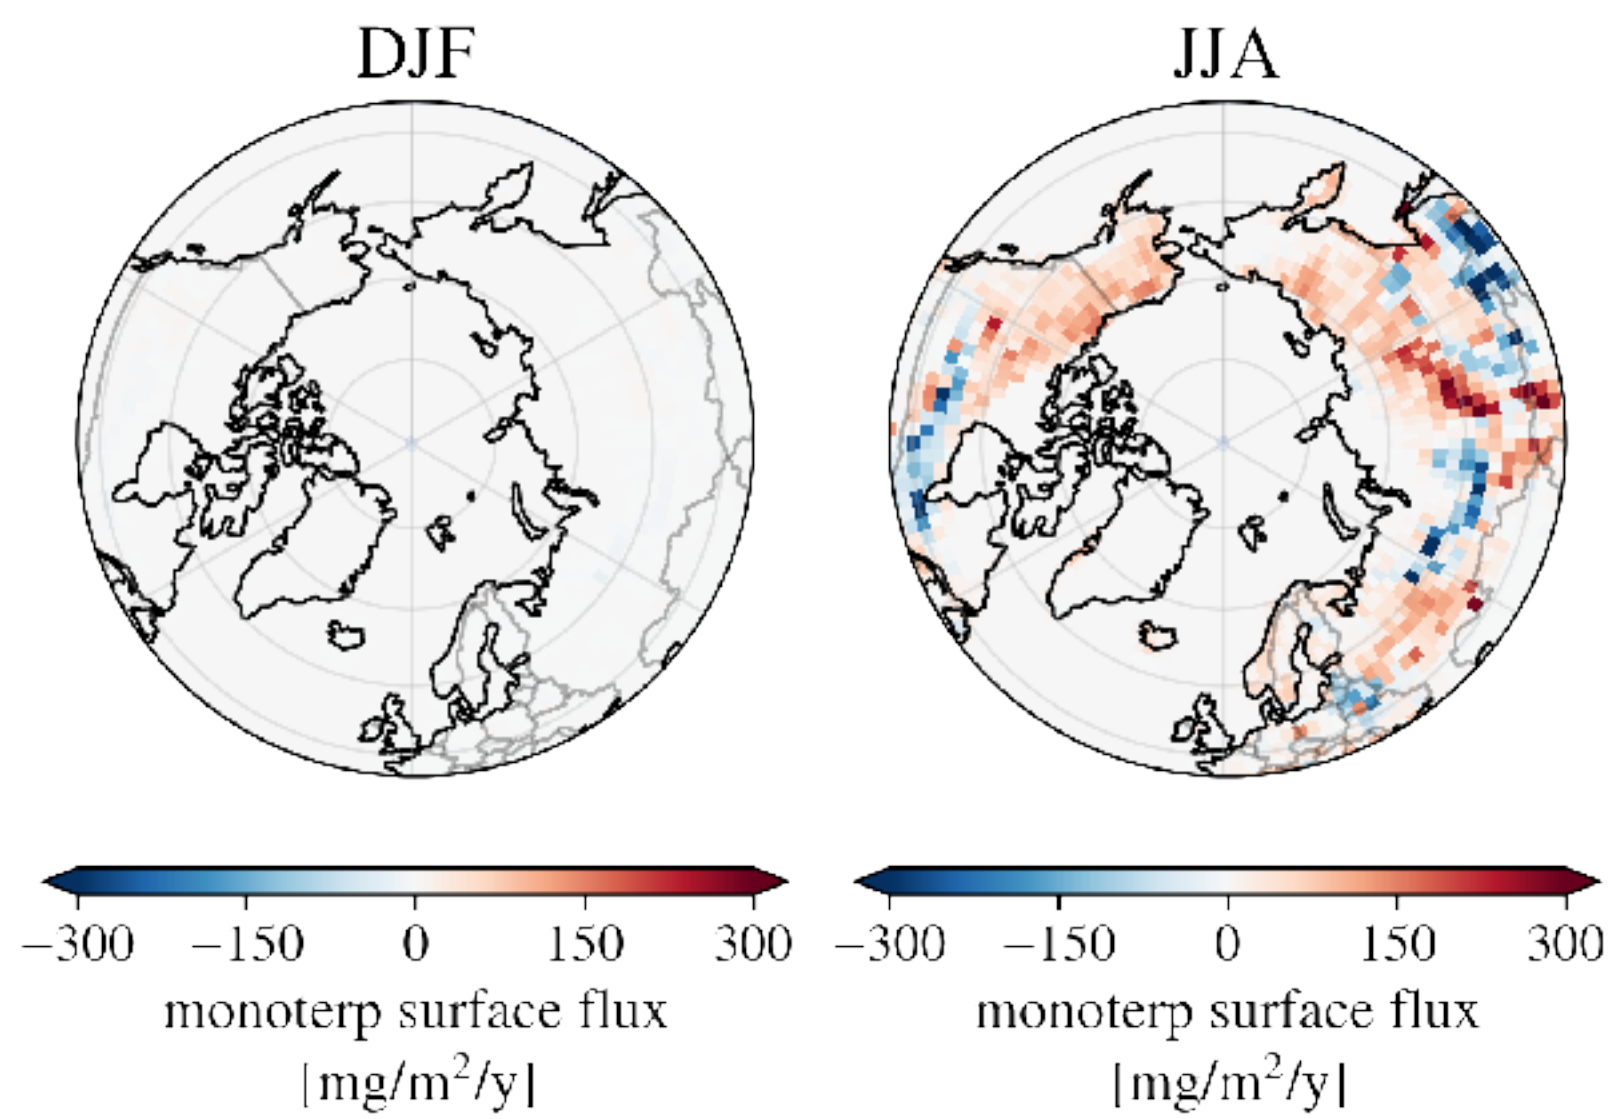 DJF
JJA
−300 −150 0 150 300
−300 −150 0 150 300
monoterp surface flux
[mg/m²/y]
monoterp surface flux
[mg/m²/y]